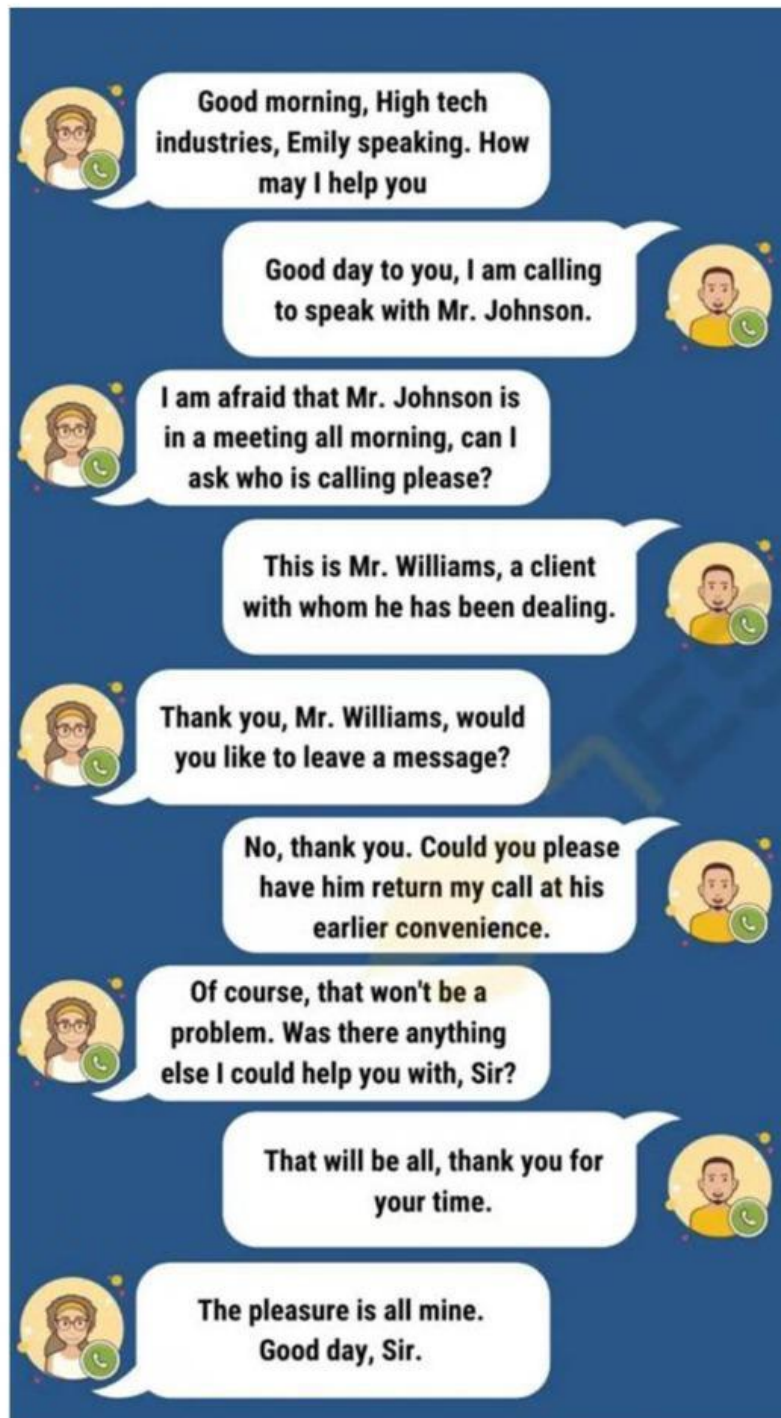 Good morning, High tech
industries, Emily speaking. How
may I help you
Good day to you, I am calling
to speak with Mr. Johnson.
I am afraid that Mr. Johnson is
in a meeting all morning, can I
ask who is calling please?
This is Mr. Williams, a client
with whom he has been dealing.
Thank you, Mr. Williams, would
you like to leave a message?
No, thank you. Could you please
have him return my call at his
earlier convenience.
Of course, that won't be a
problem. Was there anything
else I could help you with, Sir?
That will be all, thank you for
your time.
The pleasure is all mine.
Good day, Sir.